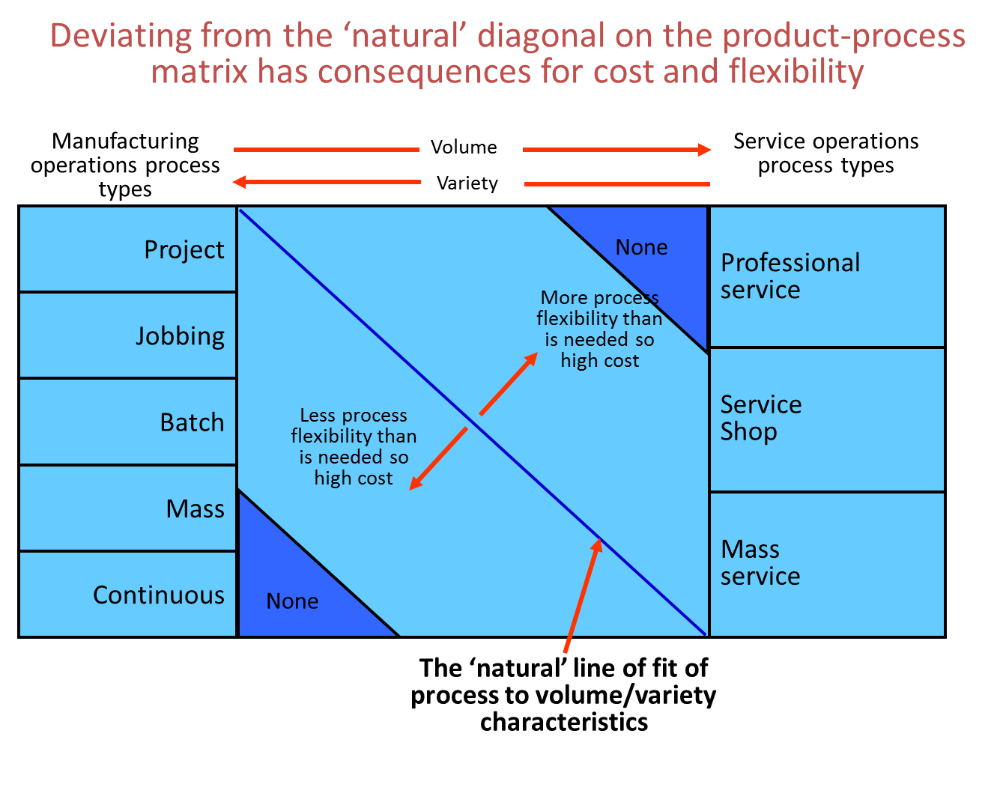 Deviating from the ‘natural’ diagonal on the product-process
matrix has consequences for cost and flexibility
Manufacturing
operations process
types
Volume
Variety
Service operations
process types
Project
Jobbing
Batch
Mass
Continuous
None
More process
flexibility than
is needed so
high cost
Less process
flexibility than
is needed so
high cost
None
Professional
service
Service
Shop
Mass
service
The ‘natural’ line of fit of
process to volume/variety
characteristics